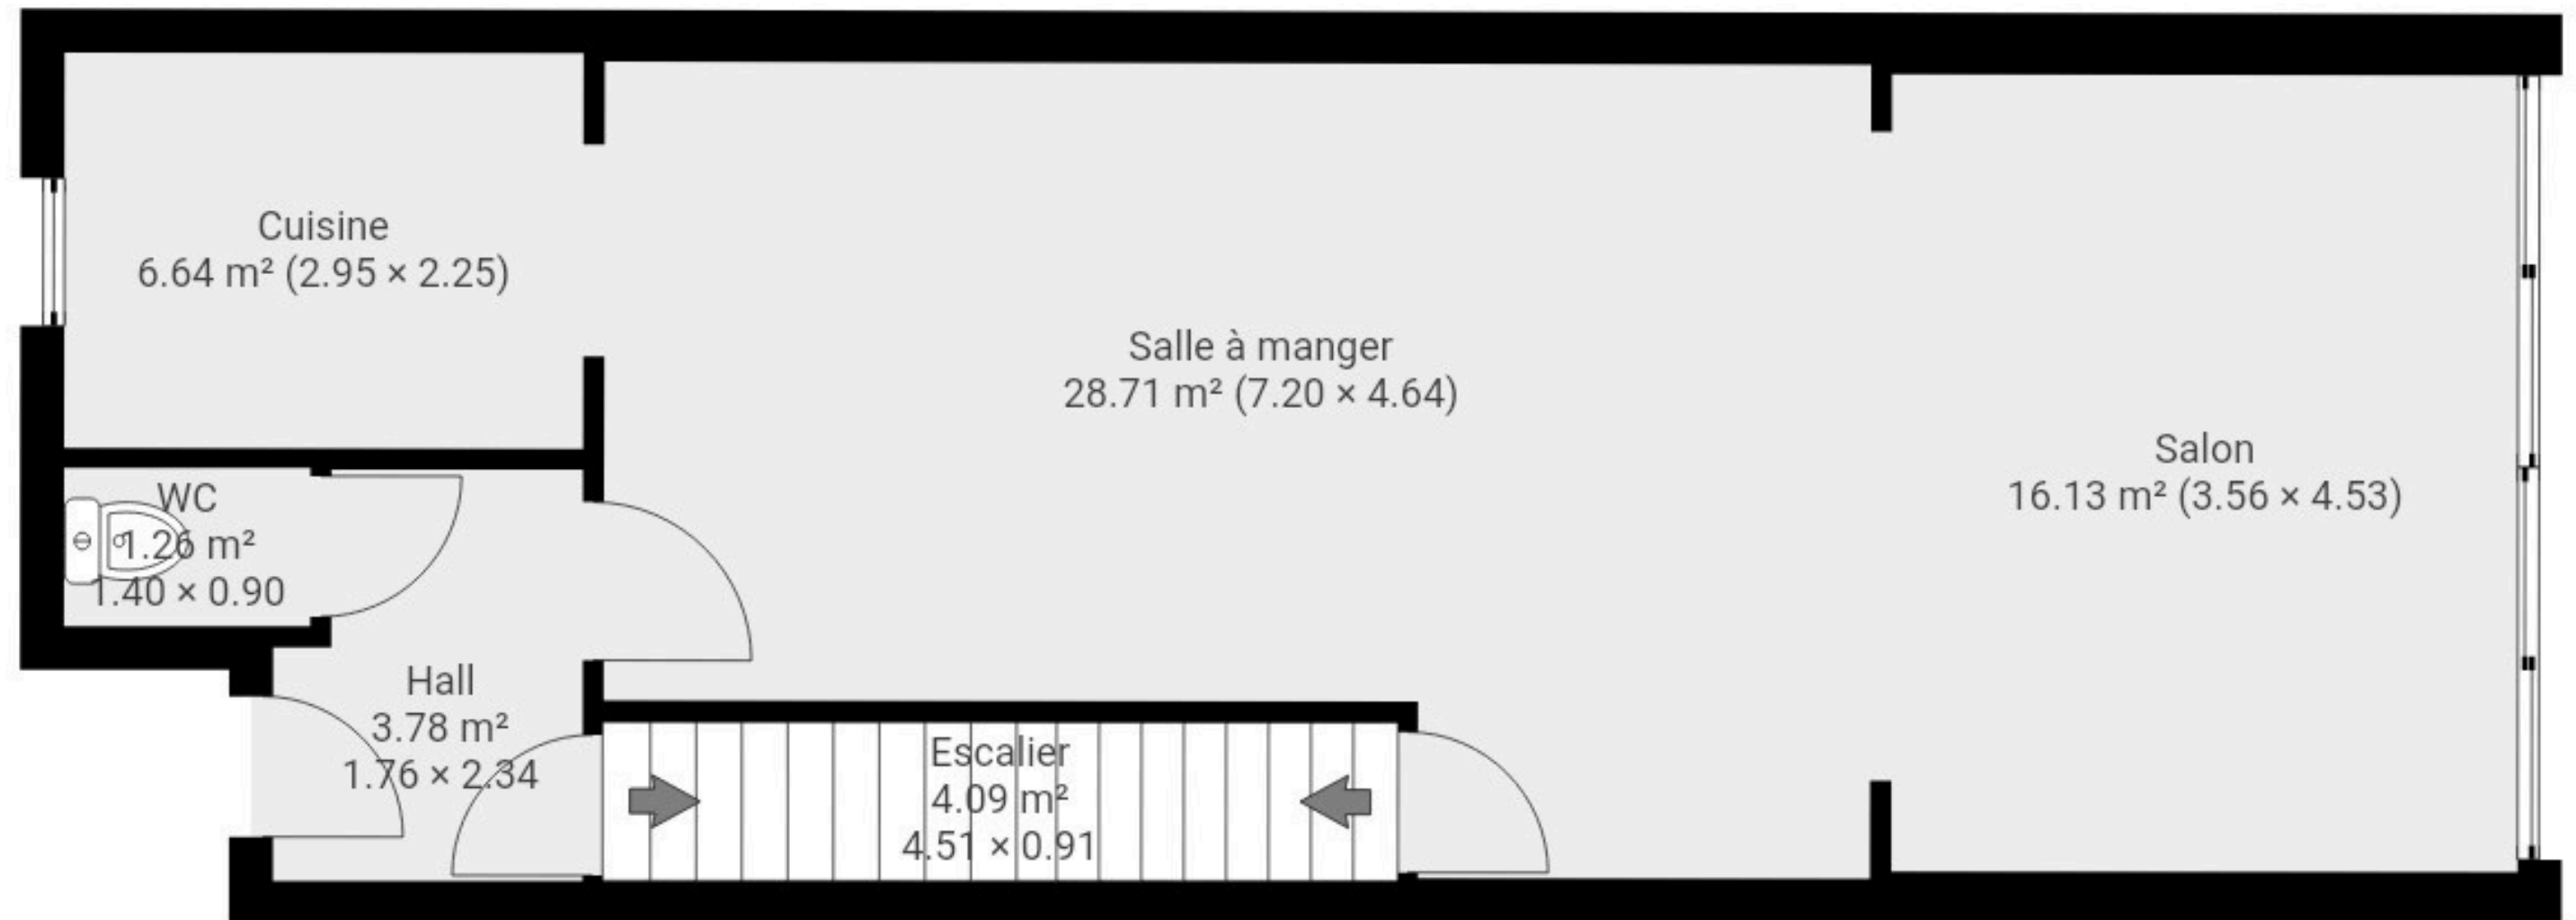 Cuisine
6.64 m² (2.95 × 2.25)
Salle à manger
28.71 m² (7.20 × 4.64)
Salon
16.13 m² (3.56 × 4.53)
WC
1.26 m²
1.40 × 0.90
Hall
3.78 m²
1.76 × 2.34
Escalier
4.09 m²
4.51 × 0.91